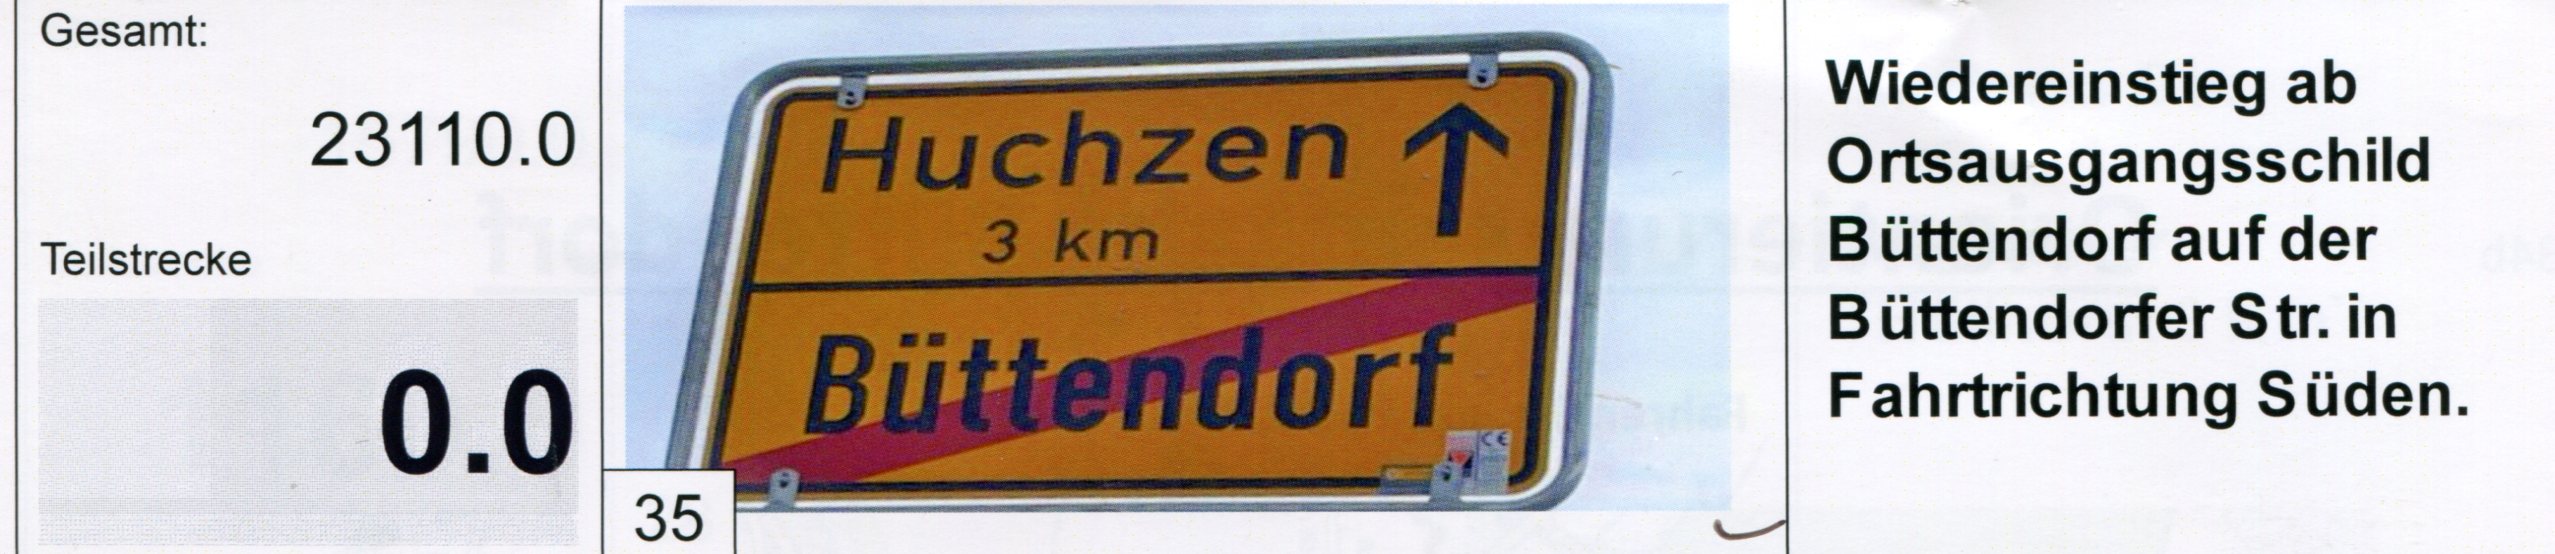 Gesamt:
23110.0
Teilstrecke
0.0
Huchzen
3 km
Büttendorf
CE
35
Wiedereinstieg ab
Ortsausgangsschild
Büttendorf auf der
Büttendorfer Str. in
Fahrtrichtung Süden.